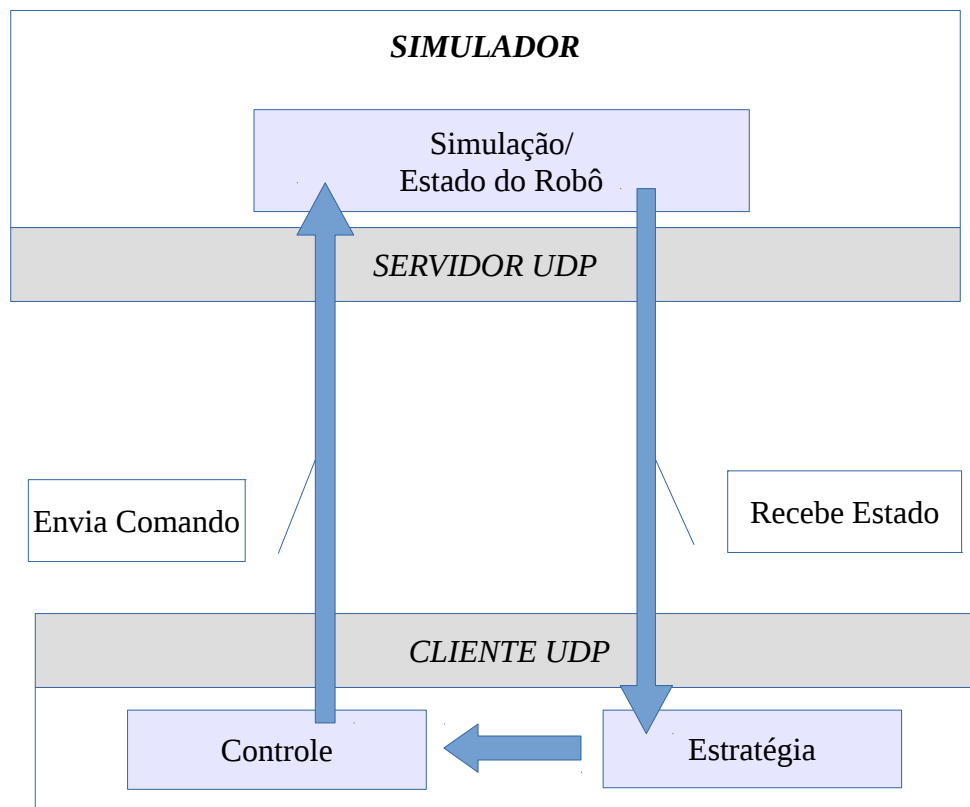 SIMULADOR
Simulação/
Estado do Robô
SERVIDOR UDP
Envia Comando
Recebe Estado
CLIENTE UDP
Controle
Estratégia